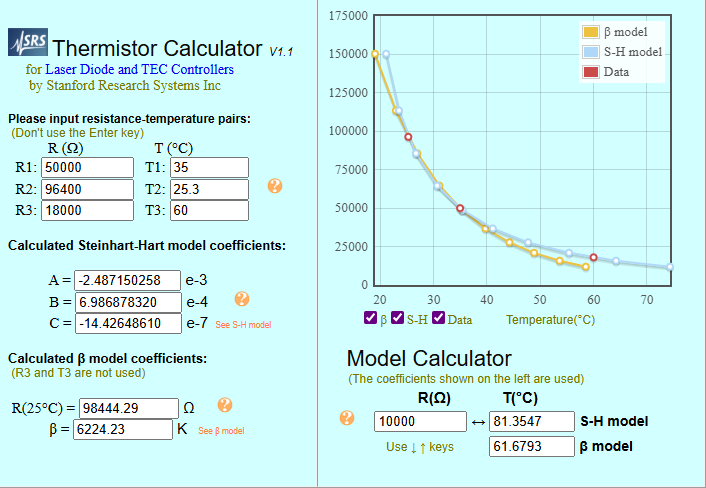 SRS Thermistor Calculator V1.1
for Laser Diode and TEC Controllers
by Stanford Research Systems Inc
Please input resistance-temperature pairs:
(Don't use the Enter key)
R (Ω) T (°C)
R1: 50000 T1: 35
R2: 96400 T2: 25.3 ?
R3: 18000 T3: 60
Calculated Steinhart-Hart model coefficients:
A = -2.487150258 e-3
B = 6.986878320 e-4 ?
C = -14.42648610 e-7 See S-H model
Calculated β model coefficients:
(R3 and T3 are not used)
R(25°C) = 98444.29 Ω ?
β = 6224.23 K See β model
175000
150000
125000
100000
75000
50000
25000
0
20 30 40 50 60 70
β model
S-H model
Data
β S-H Data Temperature(°C)
Model Calculator
(The coefficients shown on the left are used)
R(Ω) T(°C)
? 10000 ↔ 81.3547 S-H model
Use ↓↑ keys 61.6793 β model